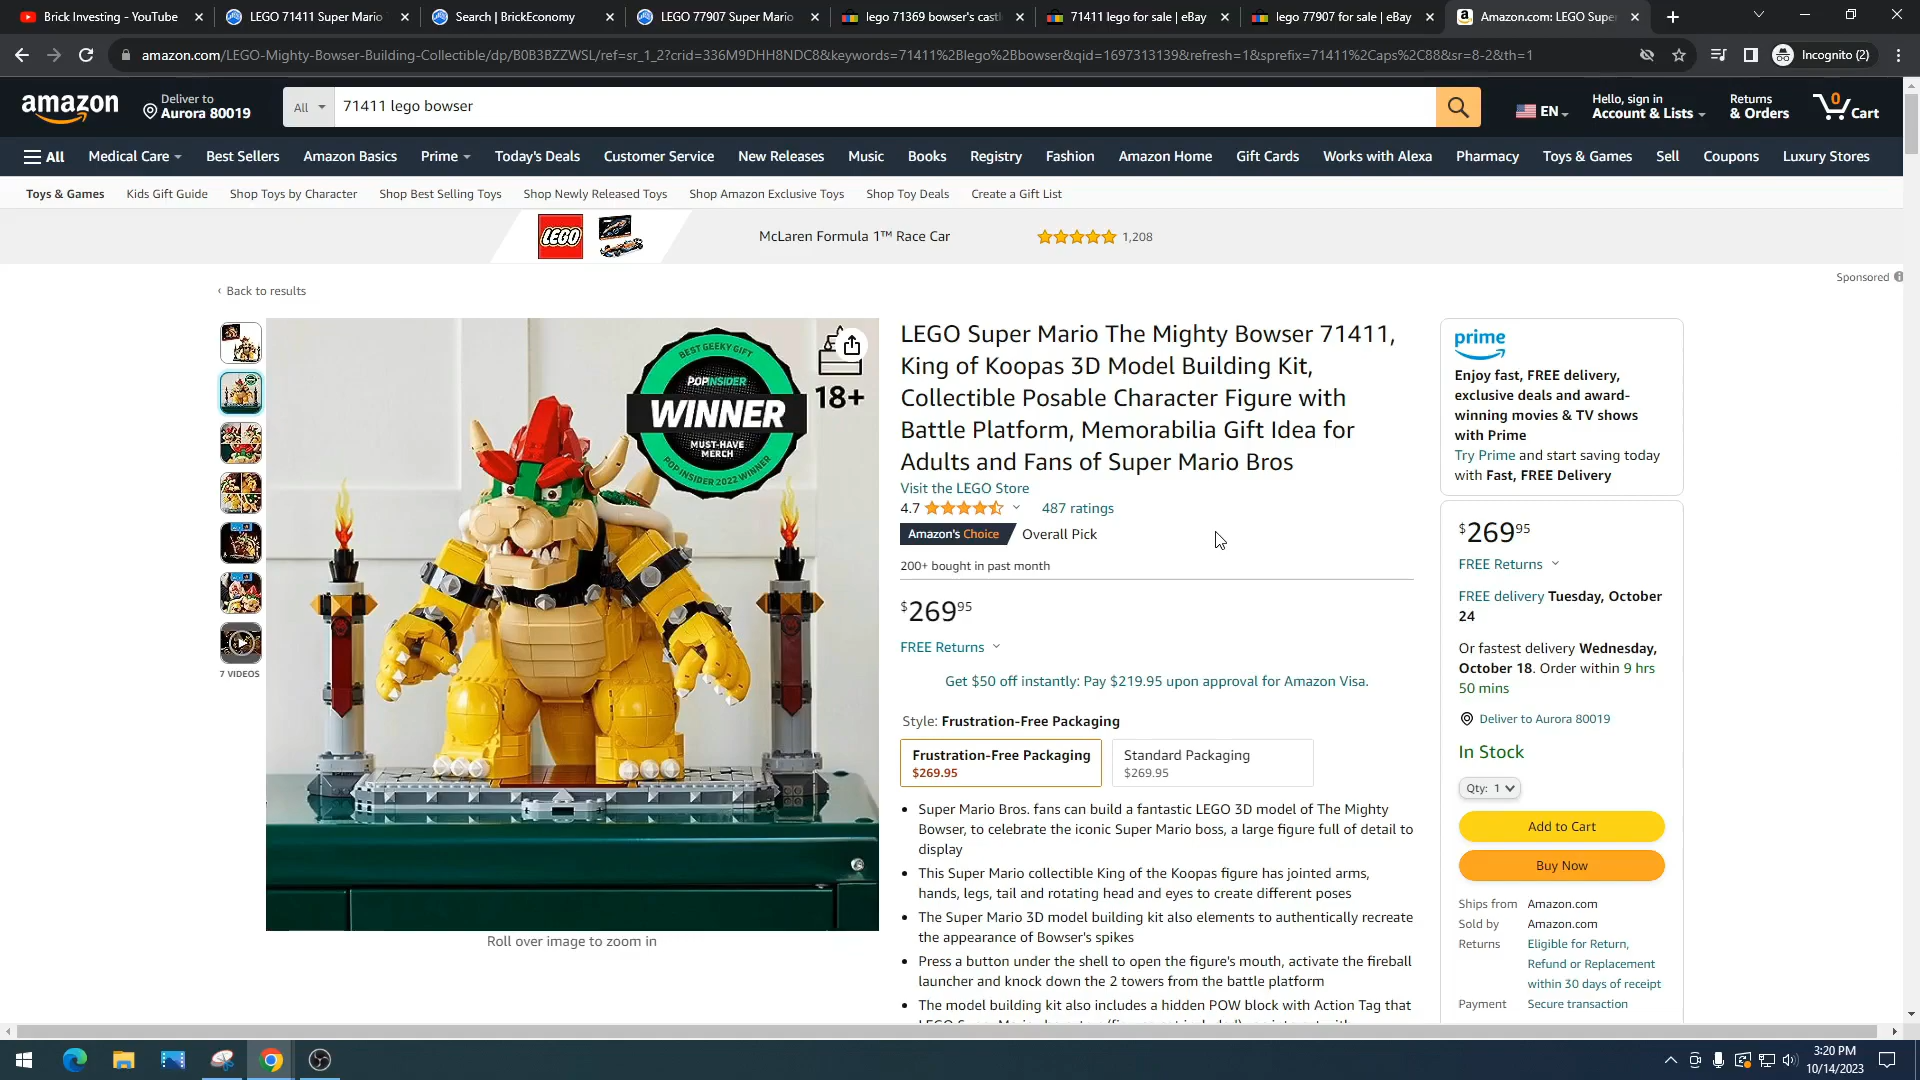 Brick Investing - YouTube
LEGO 71411 Super Mario
Search | BrickEconomy
LEGO 77907 Super Mario
lego 71369 bowser's castl
71411 lego for sale | eBay
lego 77907 for sale | eBay
Amazon.com: LEGO Super
amazon.com/LEGO-Mighty-Bowser-Building-Collectible/dp/B0B3BZZWSL/ref=sr_1_2?crid=336M9DHH8NDC8&keywords=71411%2Blego%2Bbowser&qid=1697313139&refresh=1&sprefix=71411%2Caps%2C88&sr=8-2&th=1
Incognito (2)
amazon
Deliver to
Aurora 80019
All
71411 lego bowser
EN
Hello, sign in
Account & Lists
Returns
& Orders
0
Cart
All
Medical Care
Best Sellers
Amazon Basics
Prime
Today's Deals
Customer Service
New Releases
Music
Books
Registry
Fashion
Amazon Home
Gift Cards
Works with Alexa
Pharmacy
Toys & Games
Sell
Coupons
Luxury Stores
Toys & Games
Kids Gift Guide
Shop Toys by Character
Shop Best Selling Toys
Shop Newly Released Toys
Shop Amazon Exclusive Toys
Shop Toy Deals
Create a Gift List
LEGO
McLaren Formula 1™ Race Car
1,208
Sponsored
‹ Back to results
7 VIDEOS
BEST GEEKY GIFT
POPINSIDER
WINNER
MUST-HAVE
MERCH
POP INSIDER 2022 WINNER
18+
Roll over image to zoom in
LEGO Super Mario The Mighty Bowser 71411,
King of Koopas 3D Model Building Kit,
Collectible Posable Character Figure with
Battle Platform, Memorabilia Gift Idea for
Adults and Fans of Super Mario Bros
Visit the LEGO Store
4.7
487 ratings
Amazon's Choice
Overall Pick
200+ bought in past month
$269 95
FREE Returns
Get $50 off instantly: Pay $219.95 upon approval for Amazon Visa.
Style: Frustration-Free Packaging
Frustration-Free Packaging
$269.95
Standard Packaging
$269.95
• Super Mario Bros. fans can build a fantastic LEGO 3D model of The Mighty
Bowser, to celebrate the iconic Super Mario boss, a large figure full of detail to
display
• This Super Mario collectible King of the Koopas figure has jointed arms,
hands, legs, tail and rotating head and eyes to create different poses
• The Super Mario 3D model building kit also elements to authentically recreate
the appearance of Bowser's spikes
• Press a button under the shell to open the figure's mouth, activate the fireball
launcher and knock down the 2 towers from the battle platform
• The model building kit also includes a hidden POW block with Action Tag that
prime
Enjoy fast, FREE delivery,
exclusive deals and award-
winning movies & TV shows
with Prime
Try Prime and start saving today
with Fast, FREE Delivery
$269 95
FREE Returns
FREE delivery Tuesday, October
24
Or fastest delivery Wednesday,
October 18. Order within 9 hrs
50 mins
Deliver to Aurora 80019
In Stock
Qty: 1
Add to Cart
Buy Now
Ships from Amazon.com
Sold by Amazon.com
Returns Eligible for Return,
Refund or Replacement
within 30 days of receipt
Payment Secure transaction
3:20 PM
10/14/2023